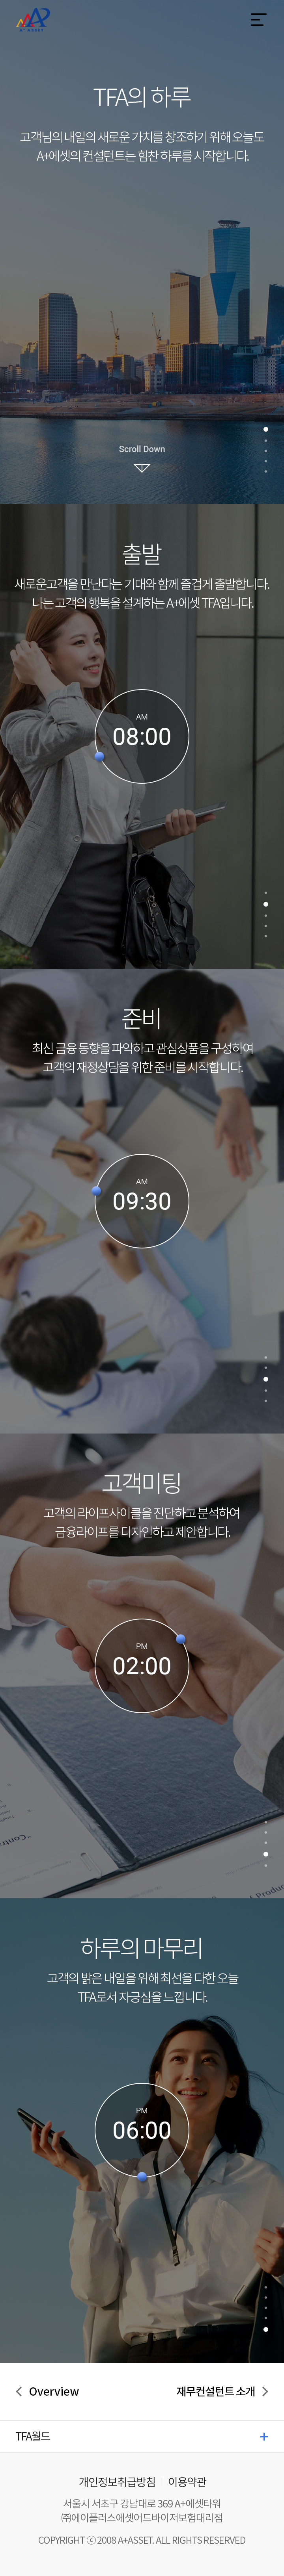 A+ ASSET
TFA의 하루
고객님의 내일의 새로운 가치를 창조하기 위해 오늘도
A+에셋의 컨설턴트는 힘찬 하루를 시작합니다.
Scroll Down
출발
새로운고객을 만난다는 기대와 함께 즐겁게 출발합니다.
나는 고객의 행복을 설계하는 A+에셋 TFA입니다.
AM
08:00
준비
최신 금융 동향을 파악하고 관심상품을 구성하여
고객의 재정상담을 위한 준비를 시작합니다.
AM
09:30
고객미팅
고객의 라이프사이클을 진단하고 분석하여
금융라이프를 디자인하고 제안합니다.
PM
02:00
하루의 마무리
고객의 밝은 내일을 위해 최선을 다한 오늘
TFA로서 자긍심을 느낍니다.
PM
06:00
Overview
재무컨설턴트 소개
TFA월드
개인정보취급방침
이용약관
서울시 서초구 강남대로 369 A+에셋타워
㈜에이플러스에셋어드바이저보험대리점
COPYRIGHT ⓒ 2008 A+ASSET. ALL RIGHTS RESERVED